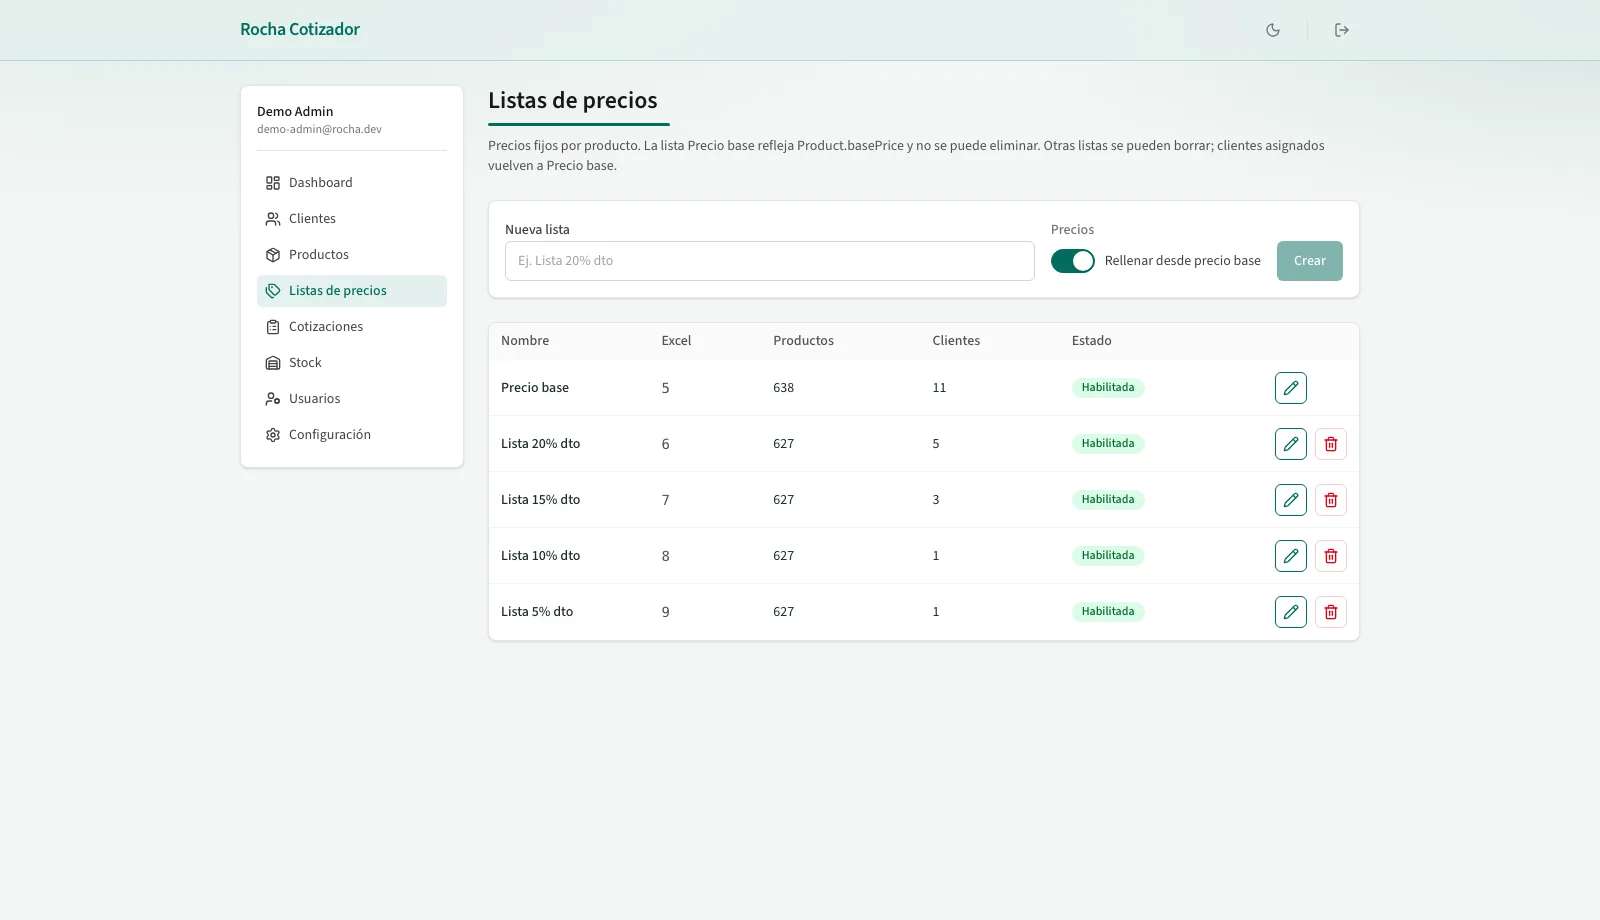 Rocha Cotizador
Demo Admin
demo-admin@rocha.dev
Dashboard
Clientes
Productos
Listas de precios
Cotizaciones
Stock
Usuarios
Configuración
Listas de precios
Precios fijos por producto. La lista Precio base refleja Product.basePrice y no se puede eliminar. Otras listas se pueden borrar; clientes asignados
vuelven a Precio base.
Nueva lista
Ej. Lista 20% dto
Precios
Rellenar desde precio base
Crear
Nombre Excel Productos Clientes Estado
Precio base 5 638 11 Habilitada
Lista 20% dto 6 627 5 Habilitada
Lista 15% dto 7 627 3 Habilitada
Lista 10% dto 8 627 1 Habilitada
Lista 5% dto 9 627 1 Habilitada